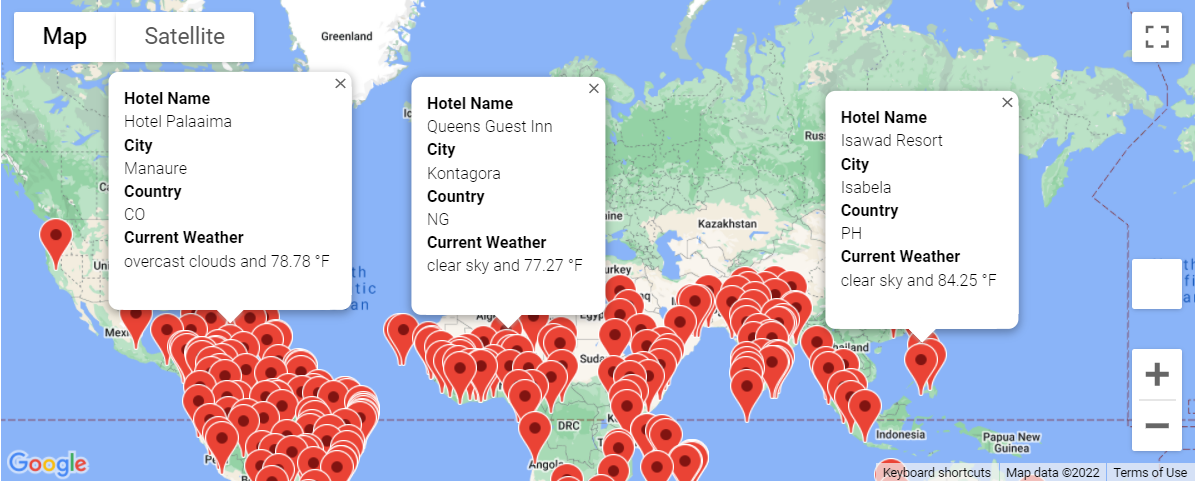 Map
Satellite
Greenland
Hotel Name
Hotel Palaaima
City
Manaure
Country
CO
Current Weather
overcast clouds and 78.78 °F
Hotel Name
Queens Guest Inn
City
Kontagora
Country
NG
Current Weather
clear sky and 77.27 °F
Hotel Name
Isawad Resort
City
Isabela
Country
PH
Current Weather
clear sky and 84.25 °F
Kazakhstan
DRC
Angola
Indonesia
Papua New
Guinea
Google
Keyboard shortcuts
Map data ©2022
Terms of Use